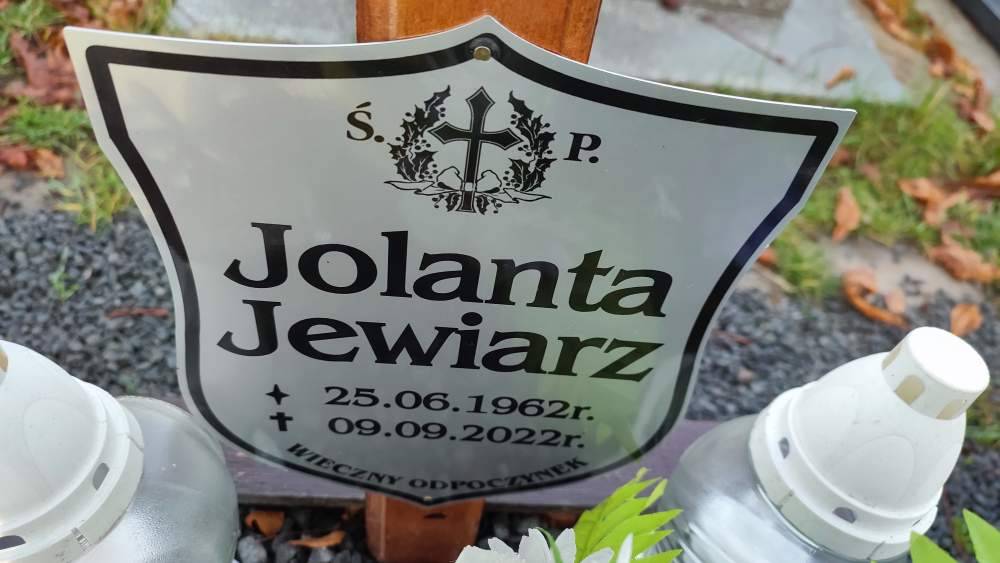 Ś. P.
Jolanta
Jewiarz
25.06.1962r.
09.09.2022r.
WIECZNY ODPOCZYNEK